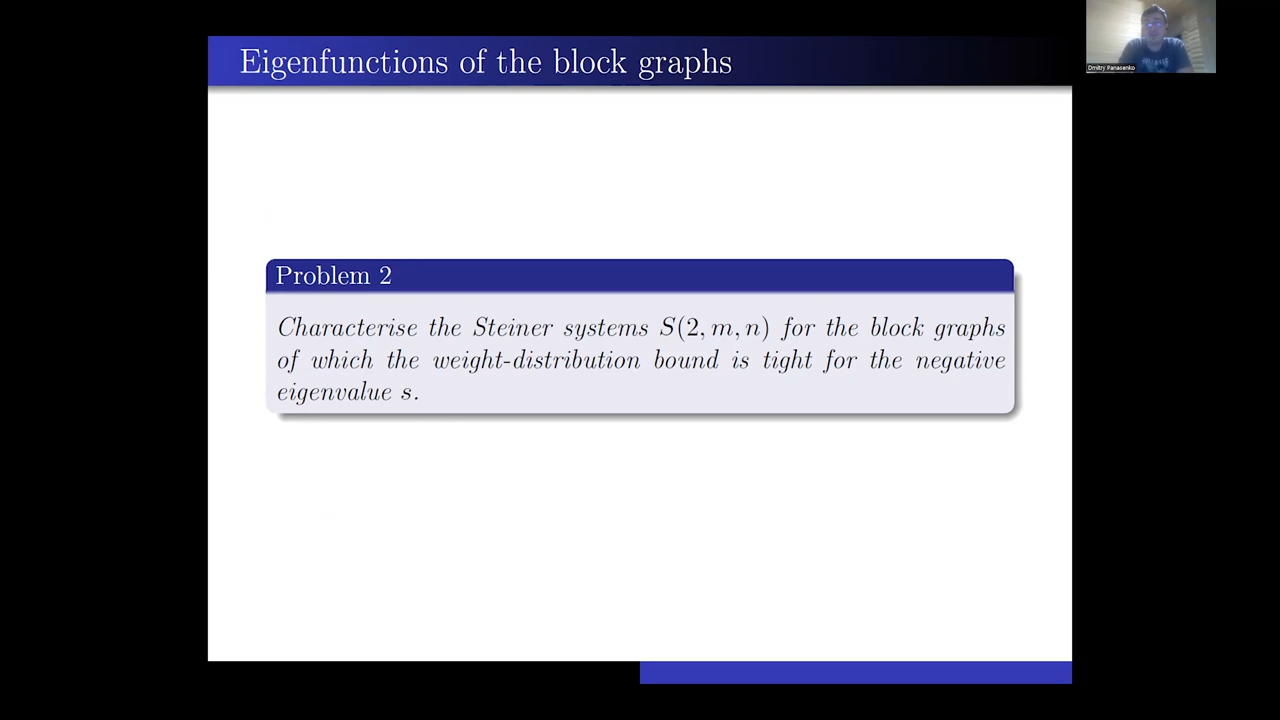 Eigenfunctions of the block graphs
Dmitry Panasenko
Problem 2
Characterise the Steiner systems S(2, m, n) for the block graphs
of which the weight-distribution bound is tight for the negative
eigenvalue s.